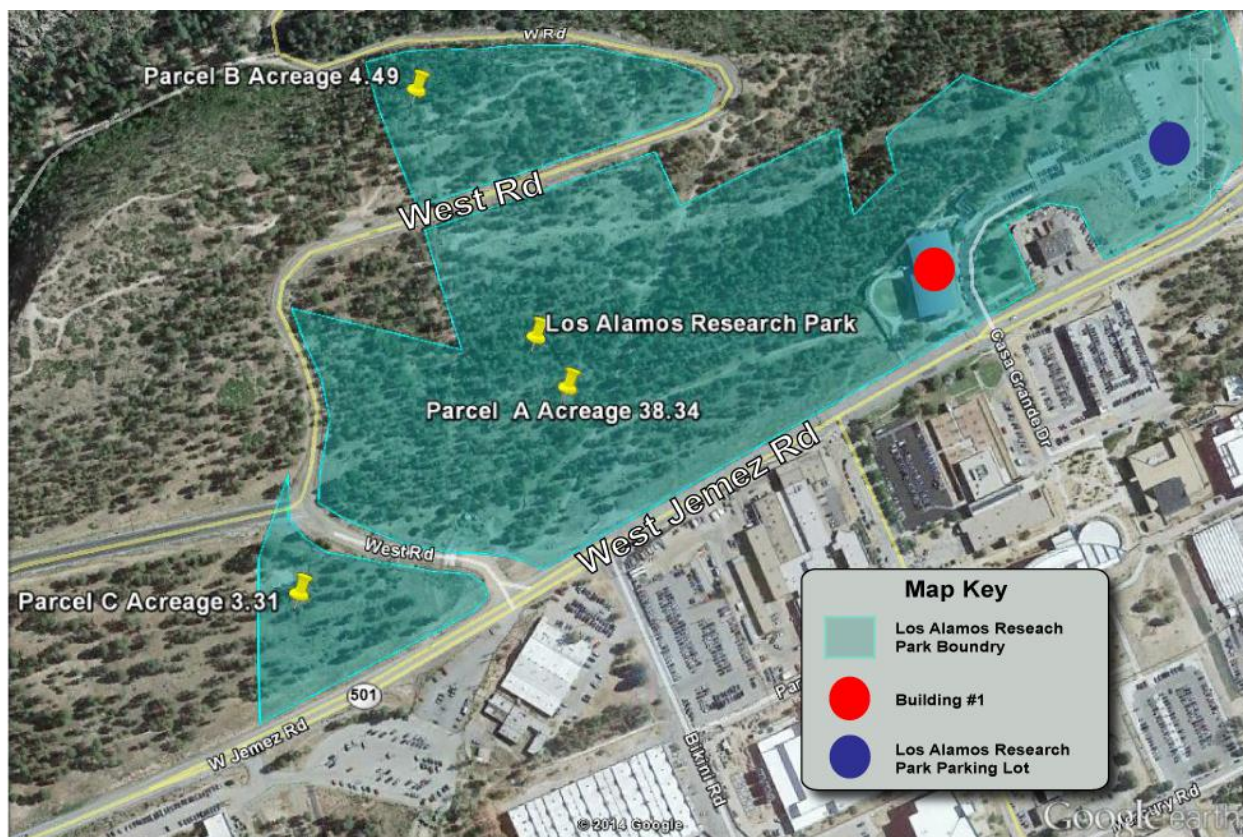 W Rd
Parcel B Acreage 4.49
West Rd
Los Alamos Research Park
Parcel A Acreage 38.34
Casa Grande Dr
West Jemez Rd
West Rd
Parcel C Acreage 3.31
501
W Jemez Rd
Bikini Rd
Map Key
Los Alamos Reseach
Park Boundry
Building #1
Los Alamos Research
Park Parking Lot
© 2014 Google
Google earth